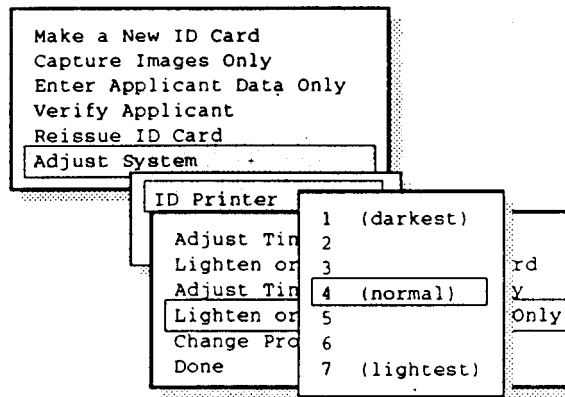 Make a New ID Card
Capture Images Only
Enter Applicant Data Only
Verify Applicant
Reissue ID Card
Adjust System
ID Printer
Adjust Tin
Lighten or rd
Adjust Tin y
Lighten or Only
Change Pro
Done
1 (darkest)
2
3
4 (normal)
5
6
7 (lightest)